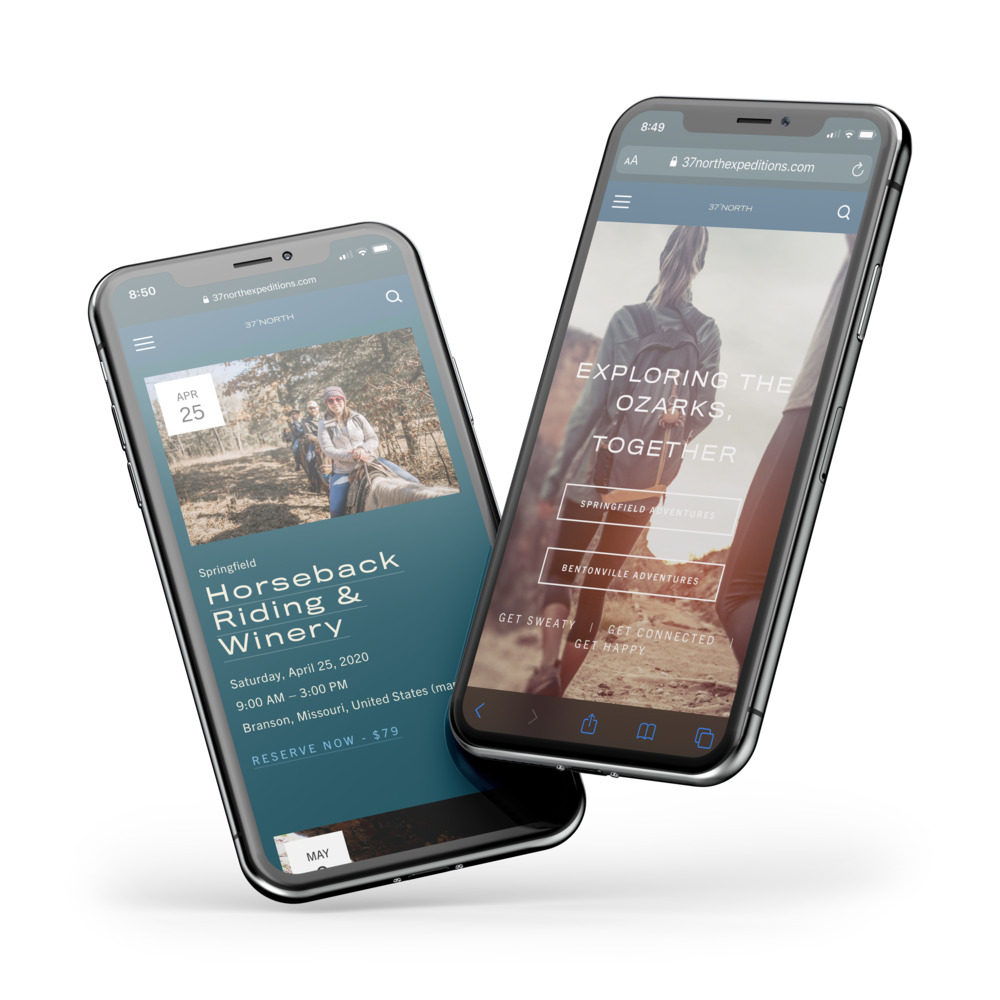 8:50
37northexpeditions.com
37°NORTH
APR
25
Springfield
Horseback
Riding &
Winery
Saturday, April 25, 2020
9:00 AM – 3:00 PM
Branson, Missouri, United States
RESERVE NOW - $79
MAY
8:49
AA
37northexpeditions.com
37°NORTH
EXPLORING THE
OZARKS,
TOGETHER
SPRINGFIELD ADVENTURES
BENTONVILLE ADVENTURES
GET SWEATY | GET CONNECTED |
GET HAPPY